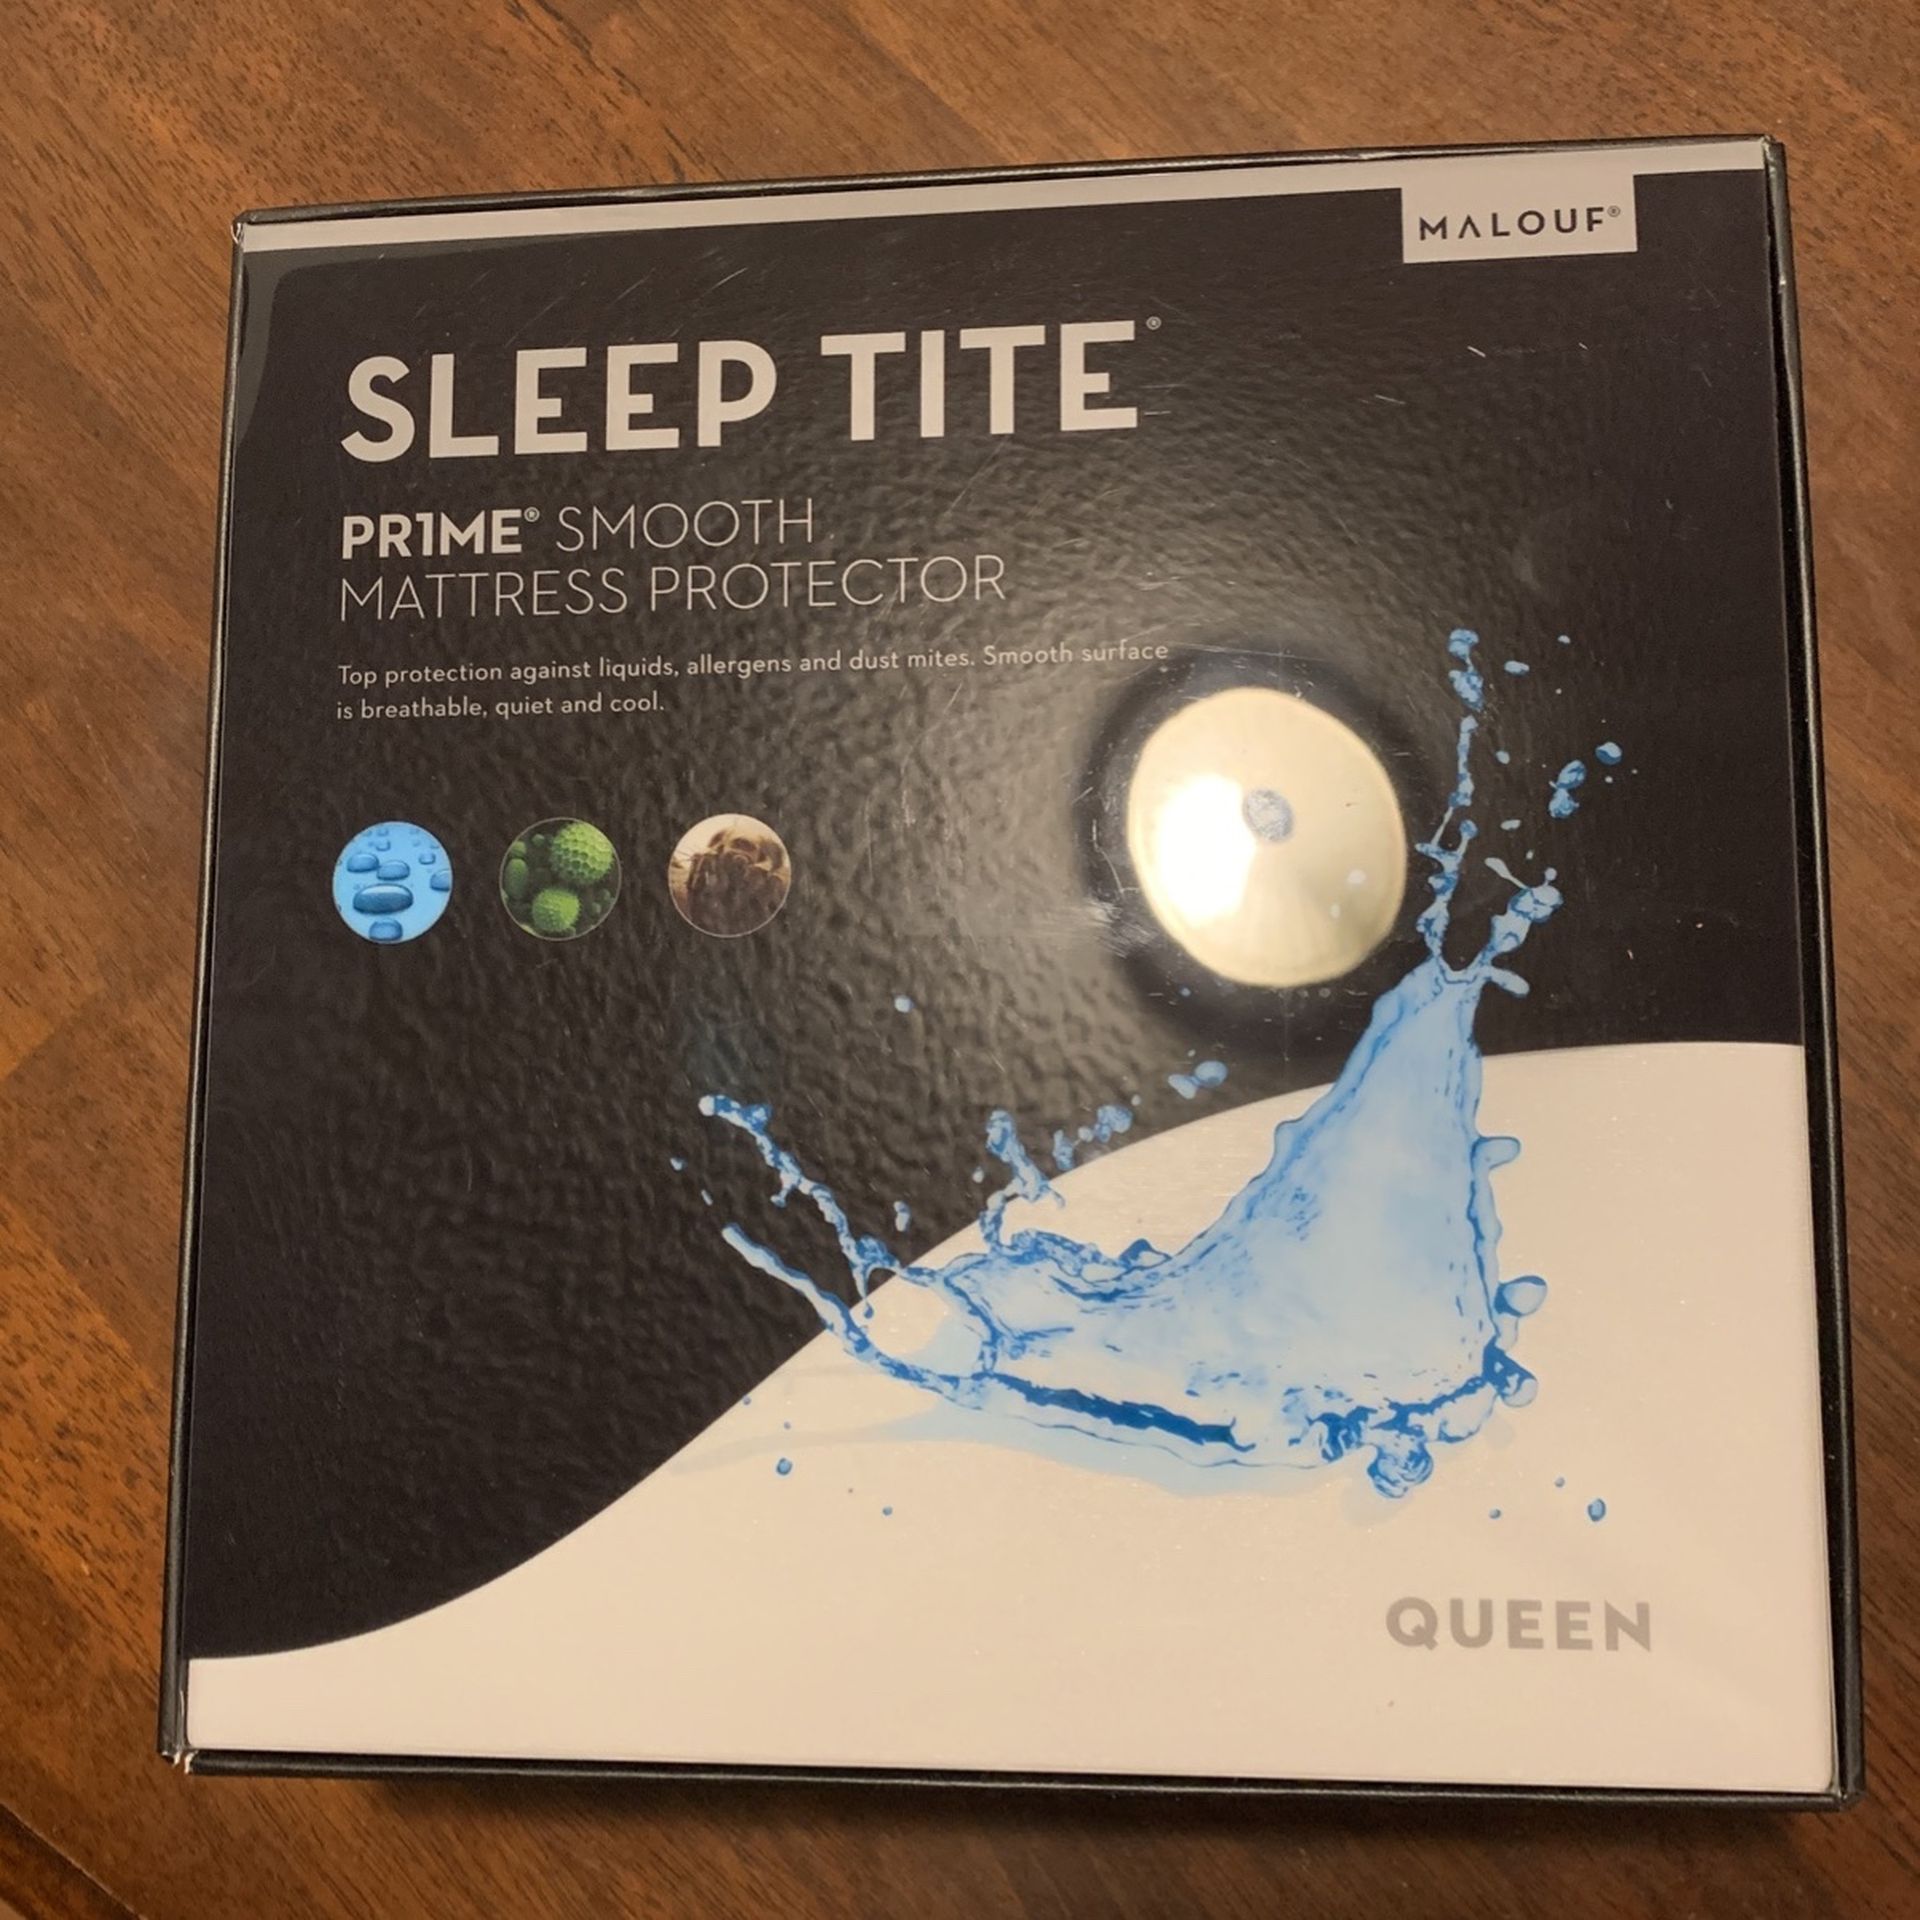 MALOUF®
SLEEP TITE®
PR1ME® SMOOTH
MATTRESS PROTECTOR
Top protection against liquids, allergens and dust mites. Smooth surface
is breathable, quiet and cool.
QUEEN